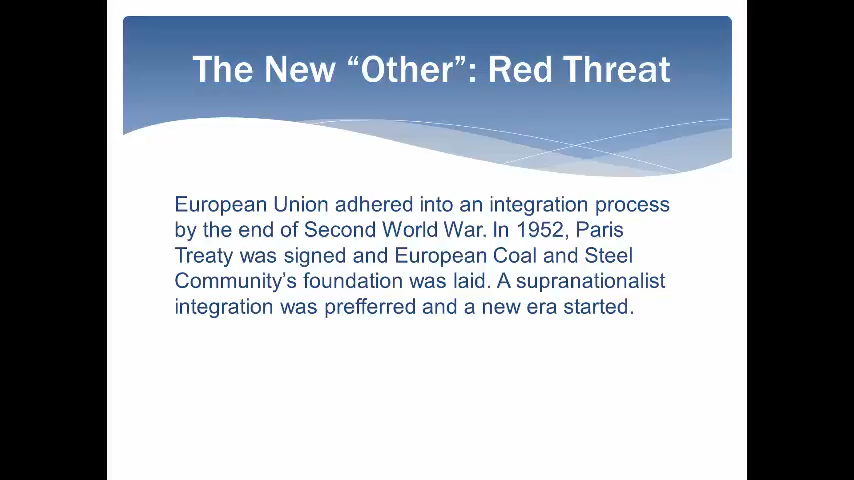 The New “Other”: Red Threat
European Union adhered into an integration process
by the end of Second World War. In 1952, Paris
Treaty was signed and European Coal and Steel
Community’s foundation was laid. A supranationalist
integration was prefferred and a new era started.